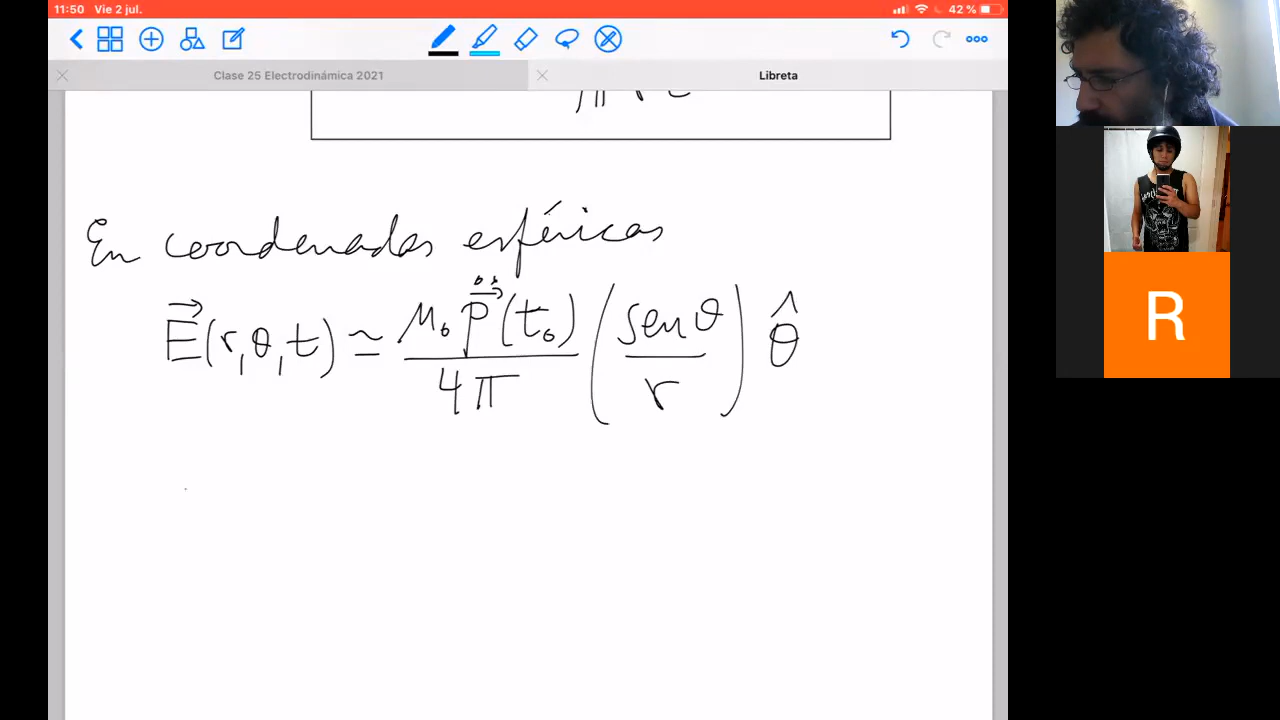 11:50 Vie 2 jul. 42 %
Clase 25 Electrodinámica 2021 Libreta
En coordenadas esféricas
E⃗(r,θ,t) ≃ μ₀ p̈⃗(t₀) / 4π (sen θ / r) θ̂
R